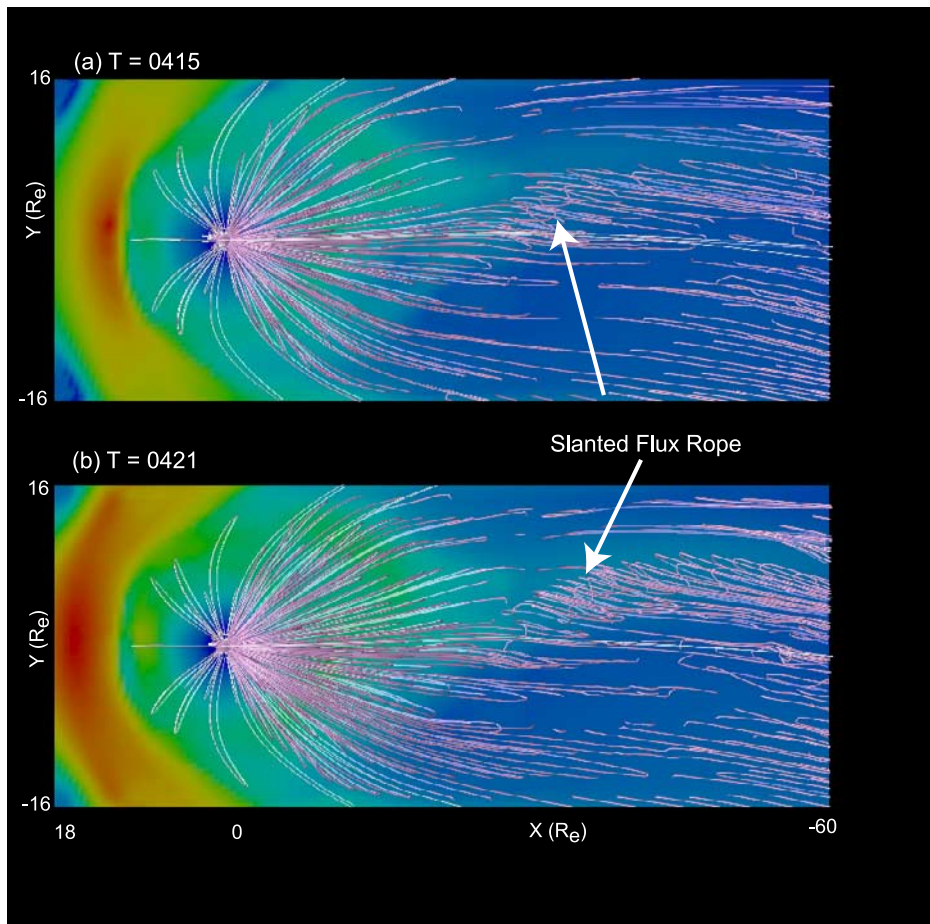 (a) T = 0415
16
Y (Re)
-16
Slanted Flux Rope
(b) T = 0421
16
Y (Re)
-16
18 0 X (Re) -60